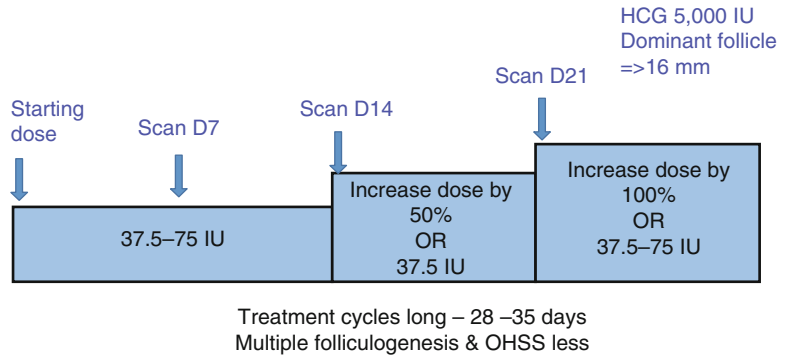 Starting
dose
Scan D7
Scan D14
Scan D21
HCG 5,000 IU
Dominant follicle
=>16 mm
37.5–75 IU
Increase dose by
50%
OR
37.5 IU
Increase dose by
100%
OR
37.5–75 IU
Treatment cycles long – 28 –35 days
Multiple folliculogenesis & OHSS less